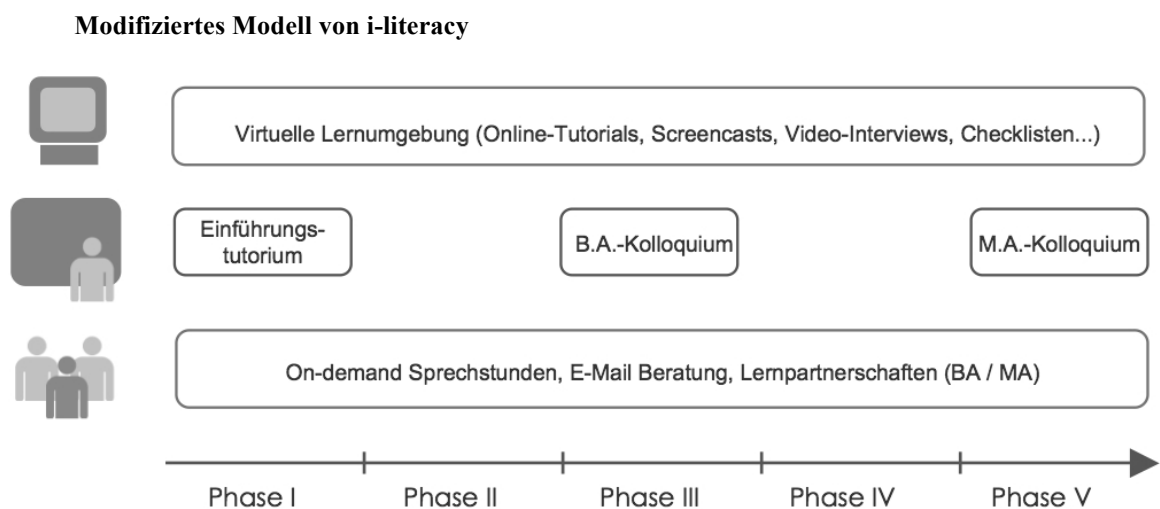 Modifiziertes Modell von i-literacy
Virtuelle Lernumgebung (Online-Tutorials, Screencasts, Video-Interviews, Checklisten...)
Einführungs-
tutorium
B.A.-Kolloquium
M.A.-Kolloquium
On-demand Sprechstunden, E-Mail Beratung, Lernpartnerschaften (BA / MA)
Phase I
Phase II
Phase III
Phase IV
Phase V